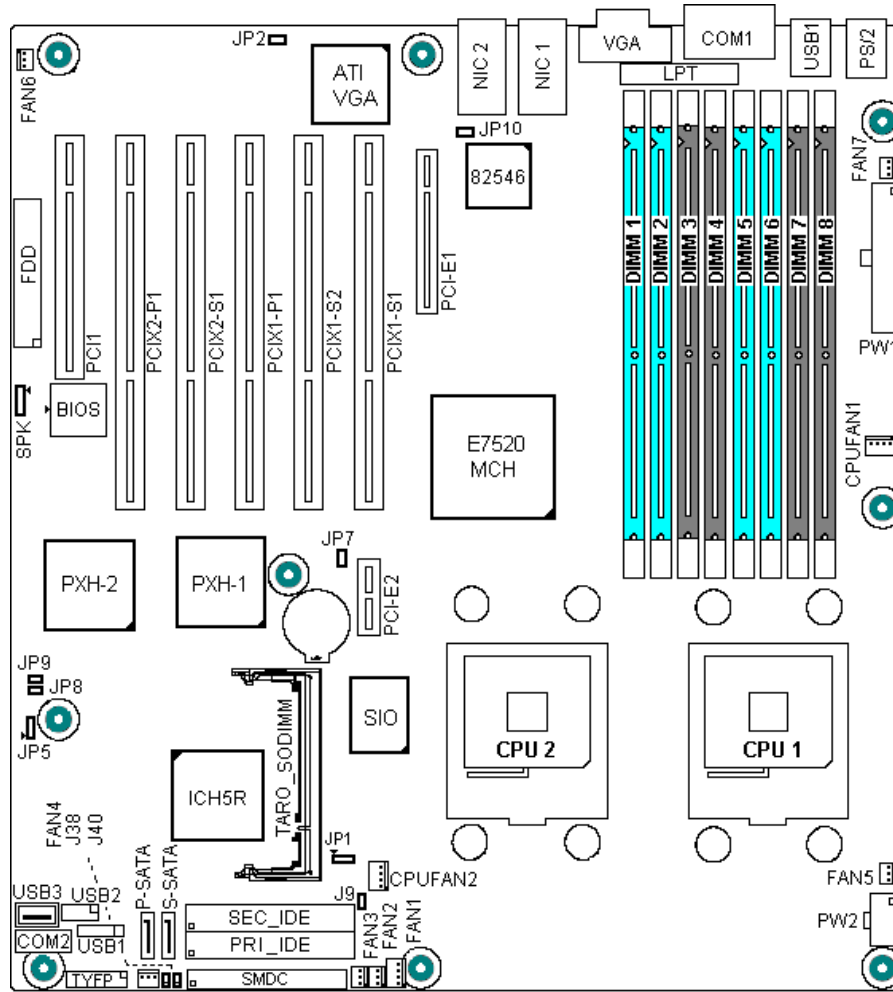 JP2
NIC 2
NIC 1
VGA
COM1
USB1
PS/2
FAN6
ATI
VGA
LPT
JP10
82546
FAN7
FDD
PCI1
PCIX2-P1
PCIX2-S1
PCIX1-P1
PCIX1-S2
PCIX1-S1
PCI-E1
DIMM 1
DIMM 2
DIMM 3
DIMM 4
DIMM 5
DIMM 6
DIMM 7
DIMM 8
PW1
SPK
BIOS
E7520
MCH
CPUFAN1
PXH-2
PXH-1
JP7
PCI-E2
JP9
JP8
JP5
TARO_SODIMM
SIO
CPU 2
CPU 1
ICH5R
FAN4
J38
J40
JP1
P-SATA
S-SATA
CPUFAN2
FAN5
USB3
USB2
J9
SEC_IDE
PRI_IDE
FAN3
FAN2
FAN1
PW2
COM2
USB1
TYFP
SMDC